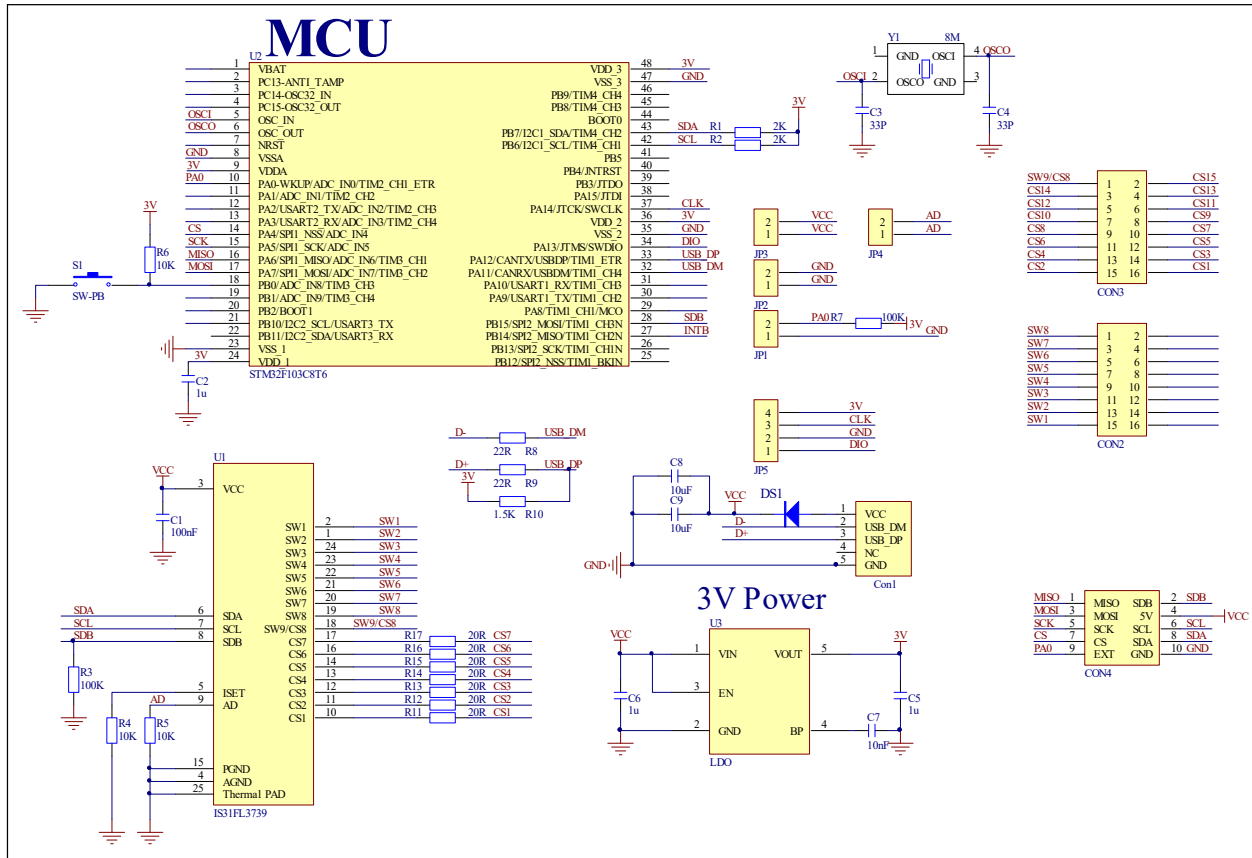 MCU
U2
1 VBAT VDD_3 48 3V
2 PC13-ANTI_TAMP VSS_3 47 GND
3 PC14-OSC32_IN PB9/TIM4_CH4 46
4 PC15-OSC32_OUT PB8/TIM4_CH3 45
OSCI 5 OSC_IN BOOT0 44
OSCO 6 OSC_OUT PB7/I2C1_SDA/TIM4_CH2 43 SDA R1 2K
7 NRST PB6/I2C1_SCL/TIM4_CH1 42 SCL R2 2K
3V
GND 8 VSSA PB5 41
3V 9 VDDA PB4/JNTRST 40
PA0 10 PA0-WKUP/ADC_IN0/TIM2_CH1_ETR PB3/JTDO 39
11 PA1/ADC_IN1/TIM2_CH2 PA15/JTDI 38
12 PA2/USART2_TX/ADC_IN2/TIM2_CH3 PA14/JTCK/SWCLK 37 CLK
13 PA3/USART2_RX/ADC_IN3/TIM2_CH4 VDD_2 36 3V
CS 14 PA4/SPI1_NSS/ADC_IN4 VSS_2 35 GND
SCK 15 PA5/SPI1_SCK/ADC_IN5 PA13/JTMS/SWDIO 34 DIO
MISO 16 PA6/SPI1_MISO/ADC_IN6/TIM3_CH1 PA12/CANTX/USBDP/TIM1_ETR 33 USB_DP
MOSI 17 PA7/SPI1_MOSI/ADC_IN7/TIM3_CH2 PA11/CANRX/USBDM/TIM1_CH4 32 USB_DM
18 PB0/ADC_IN8/TIM3_CH3 PA10/USART1_RX/TIM1_CH3 31
19 PB1/ADC_IN9/TIM3_CH4 PA9/USART1_TX/TIM1_CH2 30
20 PB2/BOOT1 PA8/TIM1_CH1/MCO 29
21 PB10/I2C2_SCL/USART3_TX PB15/SPI2_MOSI/TIM1_CH3N 28 SDB
22 PB11/I2C2_SDA/USART3_RX PB14/SPI2_MISO/TIM1_CH2N 27 INTB
23 VSS_1 PB13/SPI2_SCK/TIM1_CH1N 26
3V 24 VDD_1 PB12/SPI2_NSS/TIM1_BKIN 25
STM32F103C8T6
3V
R6
10K
S1
SW-PB
C2
1u
Y1 8M
1 GND OSCI 4 OSCO
OSCI 2 OSCO GND 3
C3
33P
C4
33P
2 VCC
1 VCC
JP3
2 AD
1 AD
JP4
2 GND
1 GND
JP2
2 PA0 R7 100K 3V
1 GND
JP1
4 3V
3 CLK
2 GND
1 DIO
JP5
SW9/CS8 1 2 CS15
CS14 3 4 CS13
CS12 5 6 CS11
CS10 7 8 CS9
CS8 9 10 CS7
CS6 11 12 CS5
CS4 13 14 CS3
CS2 15 16 CS1
CON3
SW8 1 2
SW7 3 4
SW6 5 6
SW5 7 8
SW4 9 10
SW3 11 12
SW2 13 14
SW1 15 16
CON2
D- USB_DM
22R R8
D+ USB_DP
22R R9
3V
1.5K R10
U1
VCC
3 VCC
C1
100nF
SW1 2 SW1
SW2 1 SW2
SW3 24 SW3
SW4 23 SW4
SW5 22 SW5
SW6 21 SW6
SW7 20 SW7
SDA 6 SDA SW8 19 SW8
SCL 7 SCL SW9/CS8 18 SW9/CS8
SDB 8 SDB CS7 17 R17 20R CS7
CS6 16 R16 20R CS6
CS5 15 R15 20R CS5
CS4 14 R14 20R CS4
5 ISET CS3 13 CS3 12 R13 20R CS3
AD 9 AD CS2 11 R12 20R CS2
CS1 10 R11 20R CS1
R3
100K
R4
10K
R5
10K
15 PGND
4 AGND
25 Thermal PAD
IS31FL3739
C8
10uF
C9
10uF
VCC
DS1
1 VCC
D- 2 USB_DM
D+ 3 USB_DP
4 NC
GND 5 GND
Con1
3V Power
U3
VCC 3V
1 VIN VOUT 5
3 EN
2 GND BP 4
LDO
C6
1u
C5
1u
C7
10nF
MISO 1 MISO SDB 2 SDB
MOSI 3 MOSI 5V 4 VCC
SCK 5 SCK SCL 6 SCL
CS 7 CS SDA 8 SDA
PA0 9 EXT GND 10 GND
CON4